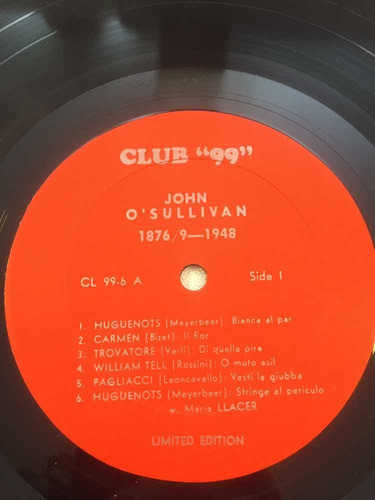 CLUB “99”
JOHN
O'SULLIVAN
1876/9—1948
CL 99-6 A Side 1
1. HUGUENOTS (Meyerbeer): Bianca al par
2. CARMEN (Bizet): Il fior
3. TROVATORE (Verli): Di quella pira
4. WILLIAM TELL (Rossini): O muto asil
5. PAGLIACCI (Leoncavallo): Vesti la giubba
6. HUGUENOTS (Meyerbeer): Stringe al periculo
w. Maria LLACER
LIMITED EDITION